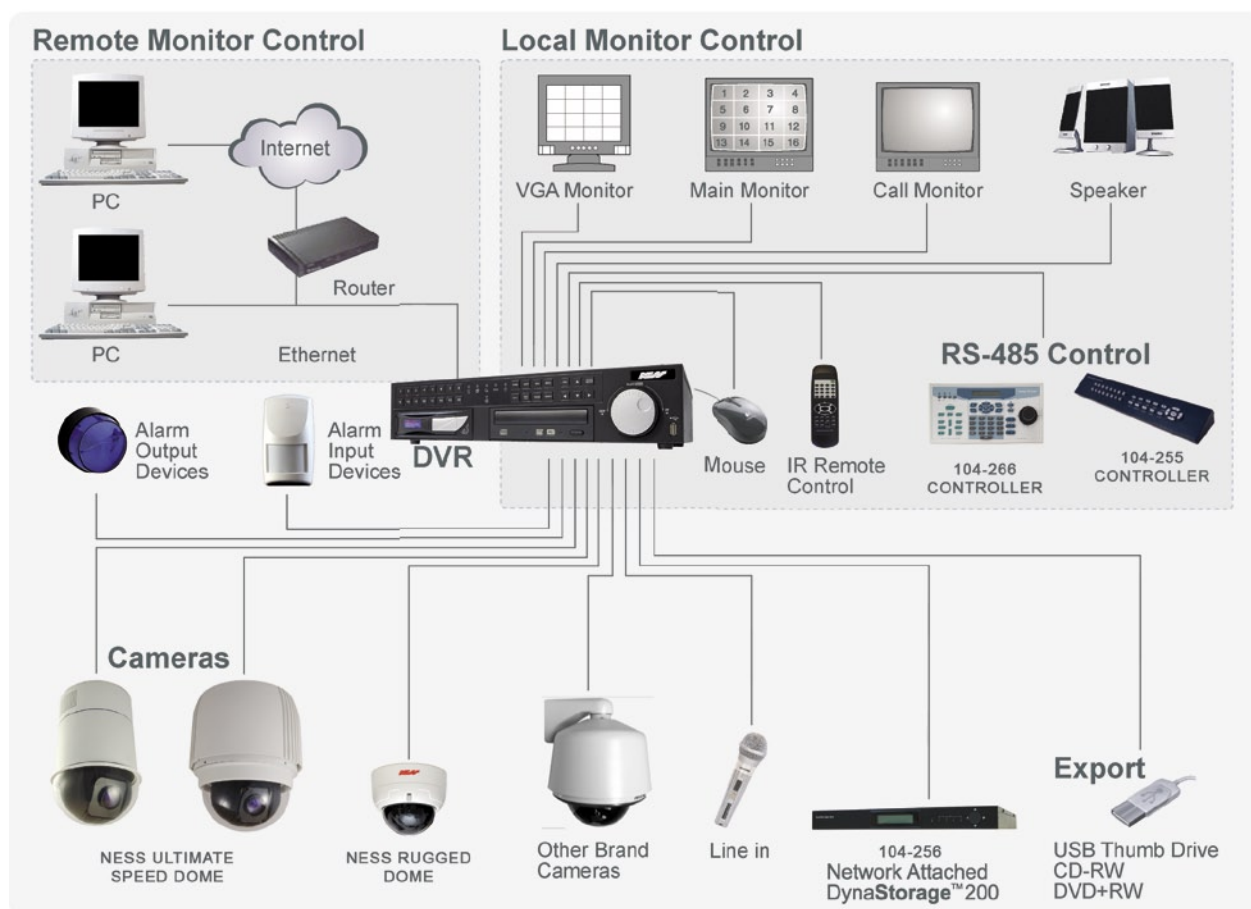 Remote Monitor Control
PC
Internet
Router
PC
Ethernet
Local Monitor Control
VGA Monitor
1 2 3 4
5 6 7 8
9 10 11 12
13 14 15 16
Main Monitor
Call Monitor
Speaker
RS-485 Control
Mouse
IR Remote
Control
104-266
CONTROLLER
104-255
CONTROLLER
Alarm
Output
Devices
Alarm
Input
Devices
DVR
Cameras
NESS ULTIMATE
SPEED DOME
NESS RUGGED
DOME
Other Brand
Cameras
Line in
104-256
Network Attached
DynaStorage™200
Export
USB Thumb Drive
CD-RW
DVD+RW